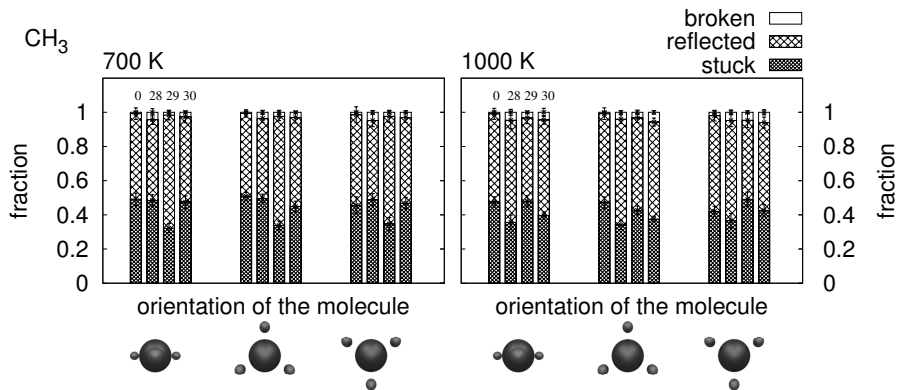 broken
CH3
reflected
700 K
1000 K
stuck
0 28 29 30
0 28 29 30
1
0.8
0.6
0.4
0.2
0
fraction
1
0.8
0.6
0.4
0.2
0
fraction
orientation of the molecule
orientation of the molecule